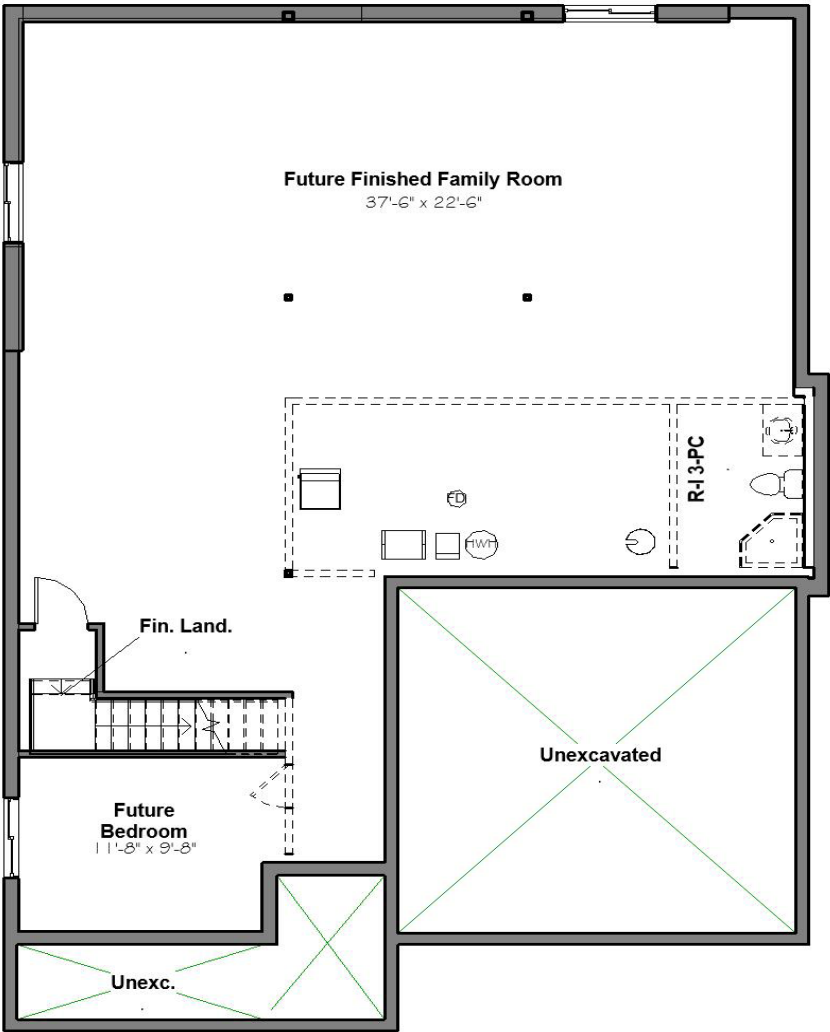 Future Finished Family Room
37'-6" x 22'-6"
R-I 3-PC
FD
HWH
Fin. Land.
Unexcavated
Future
Bedroom
11'-8" x 9'-8"
Unexc.